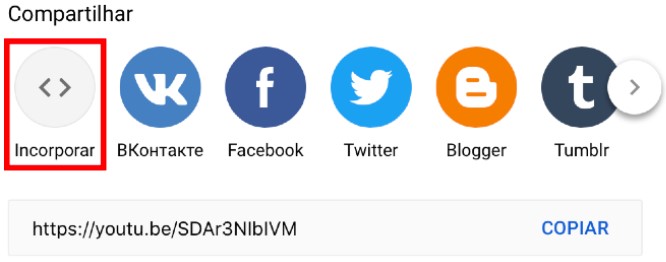 Compartilhar
Incorporar ВКонтакте Facebook Twitter Blogger Tumblr
https://youtu.be/SDAr3NIbIVM COPIAR